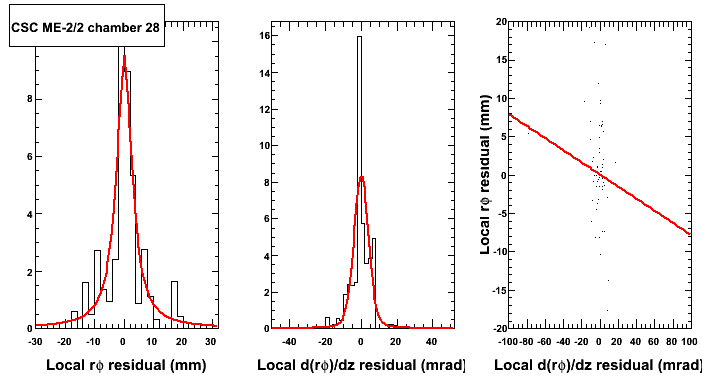 CSC ME-2/2 chamber 28
8
6
4
2
0
-30 -20 -10 0 10 20 30
Local rϕ residual (mm)
16
14
12
10
8
6
4
2
0
-40 -20 0 20 40
Local d(rϕ)/dz residual (mrad)
Local rϕ residual (mm)
20
15
10
5
0
-5
-10
-15
-20
-100 -80 -60 -40 -20 0 20 40 60 80 100
Local d(rϕ)/dz residual (mrad)